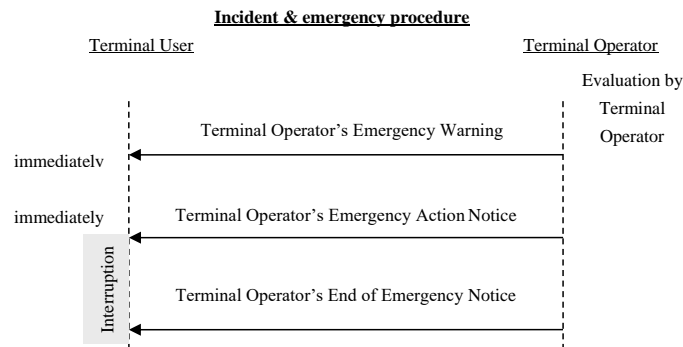 Incident & emergency procedure
Terminal User
Terminal Operator
Evaluation by
Terminal
Operator
Terminal Operator's Emergency Warning
immediately
immediately
Terminal Operator's Emergency Action Notice
Interruption
Terminal Operator's End of Emergency Notice